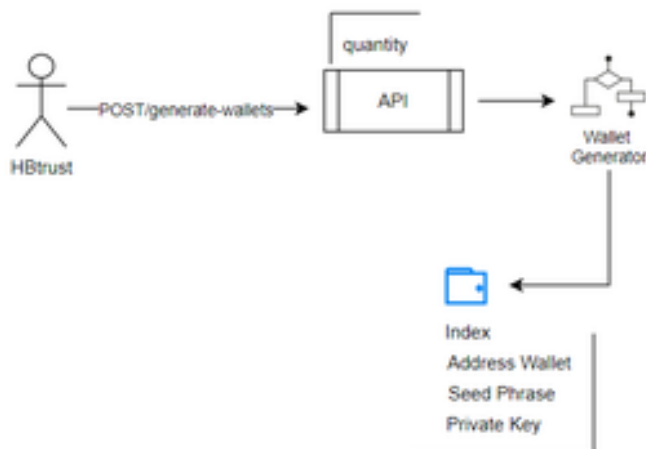 quantity
POST/generate-wallets
API
HBtrust
Wallet
Generator
Index
Address Wallet
Seed Phrase
Private Key